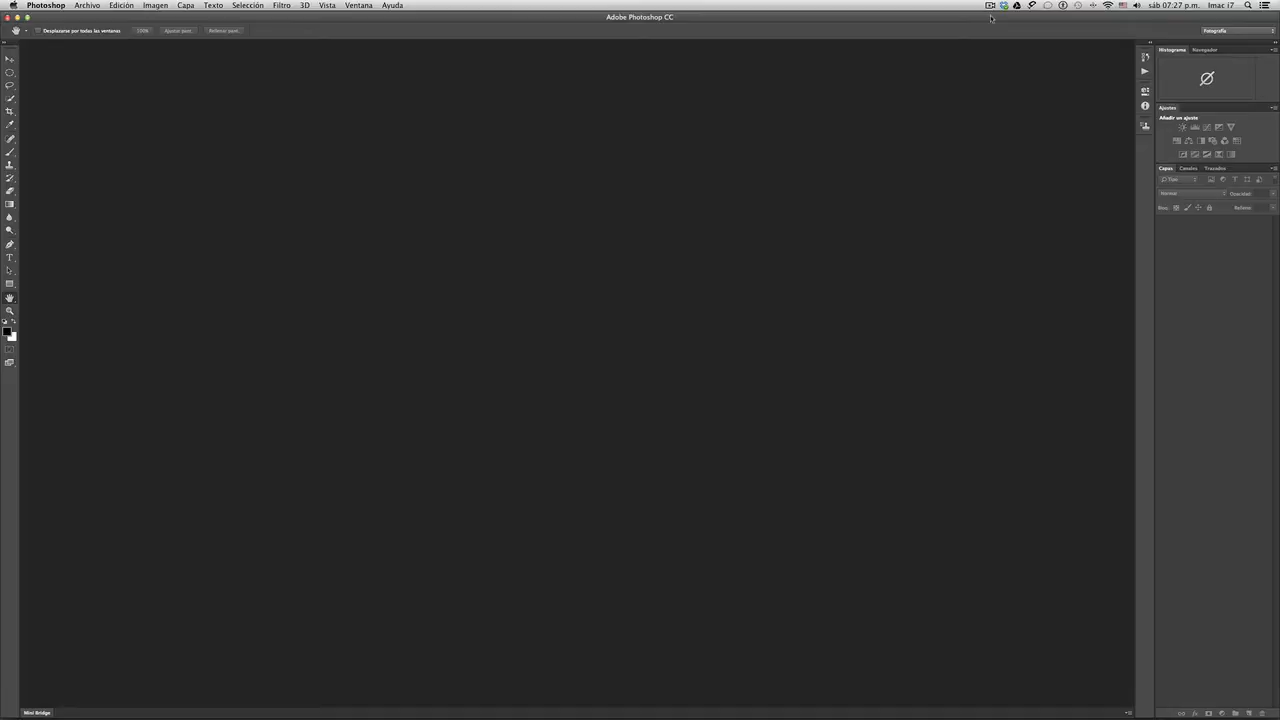 Photoshop Archivo Edición Imagen Capa Texto Selección Filtro 3D Vista Ventana Ayuda sáb 07:27 p.m. Imac i7
Adobe Photoshop CC
Desplazarse por todas las ventanas 100% Ajustar pant. Rellenar pant. Fotografía
Histograma Navegador
Ajustes
Añadir un ajuste
Capas Canales Trazados
Tipo
Normal Opacidad:
Bloq.: Relleno:
T
Mini Bridge